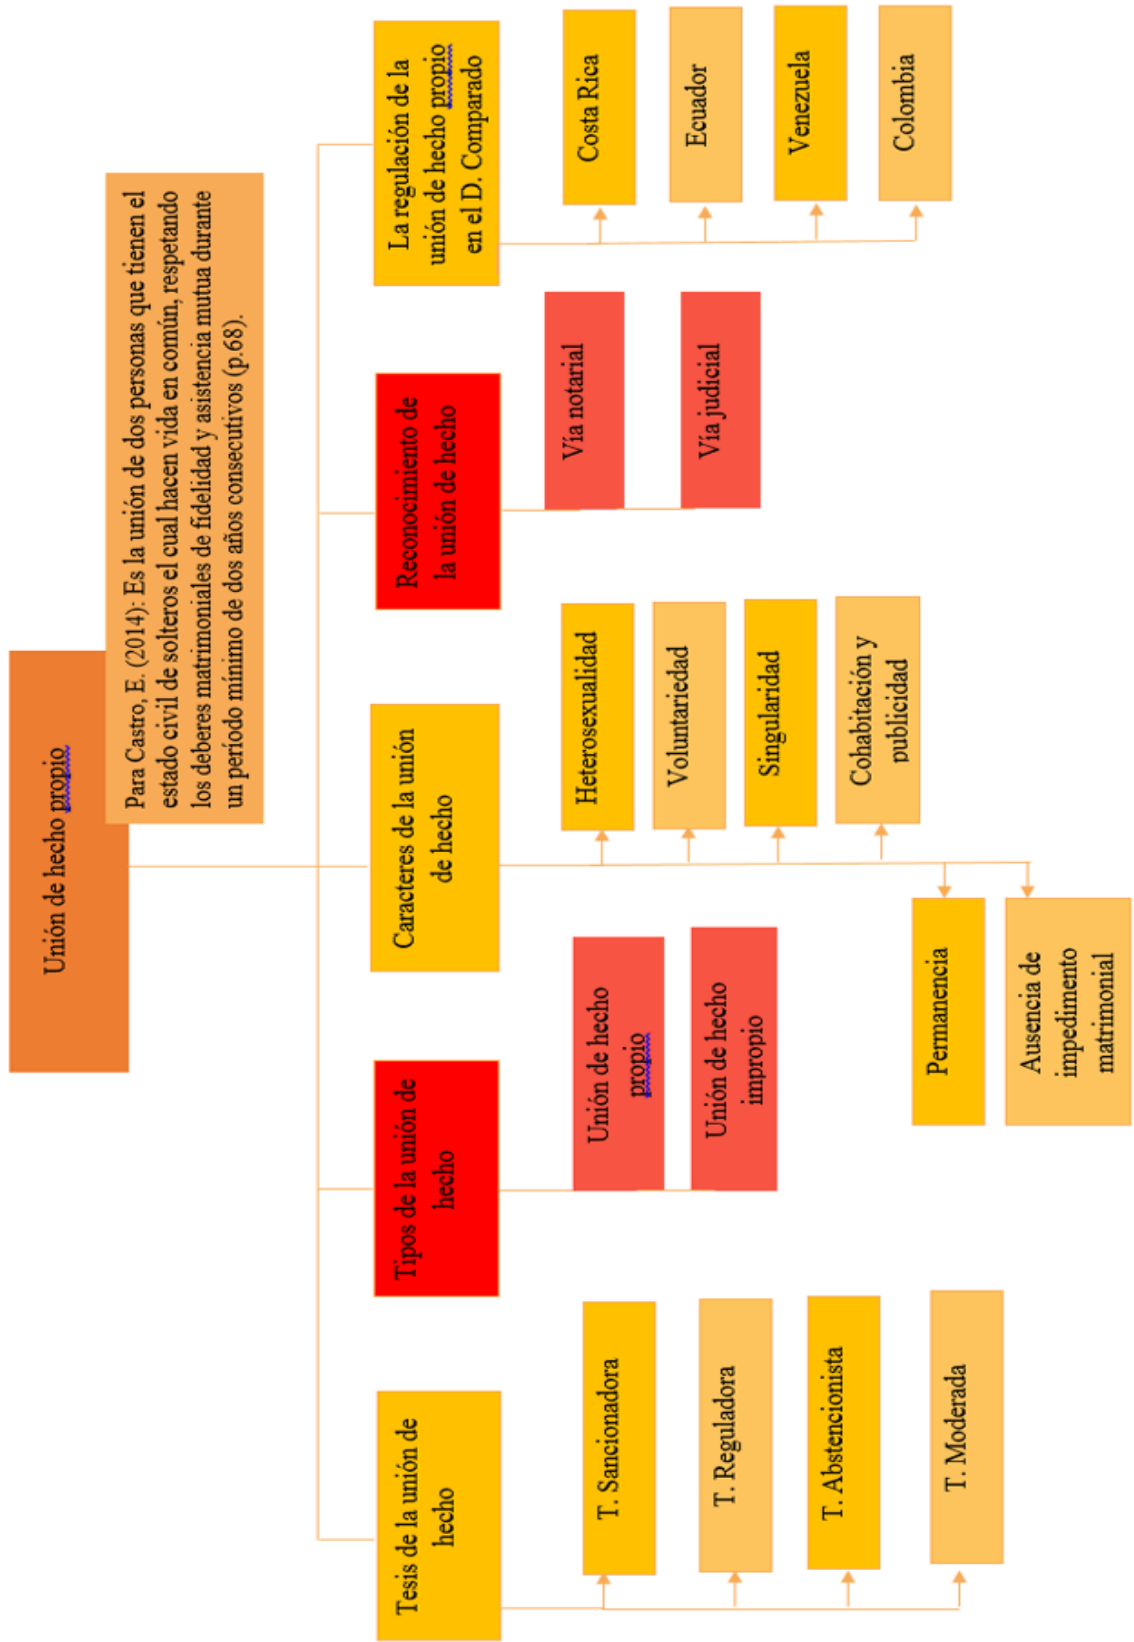 Unión de hecho propio
Para Castro, E. (2014): Es la unión de dos personas que tienen el
estado civil de solteros el cual hacen vida en común, respetando
los deberes matrimoniales de fidelidad y asistencia mutua durante
un período mínimo de dos años consecutivos (p.68).
Tesis de la unión de
hecho
T. Sancionadora
T. Reguladora
T. Abstencionista
T. Moderada
Tipos de la unión de
hecho
Unión de hecho
propio
Unión de hecho
impropio
Caracteres de la unión
de hecho
Heterosexualidad
Voluntariedad
Singularidad
Cohabitación y
publicidad
Permanencia
Ausencia de
impedimento
matrimonial
Reconocimiento de
la unión de hecho
Vía notarial
Vía judicial
La regulación de la
unión de hecho propio
en el D. Comparado
Costa Rica
Ecuador
Venezuela
Colombia